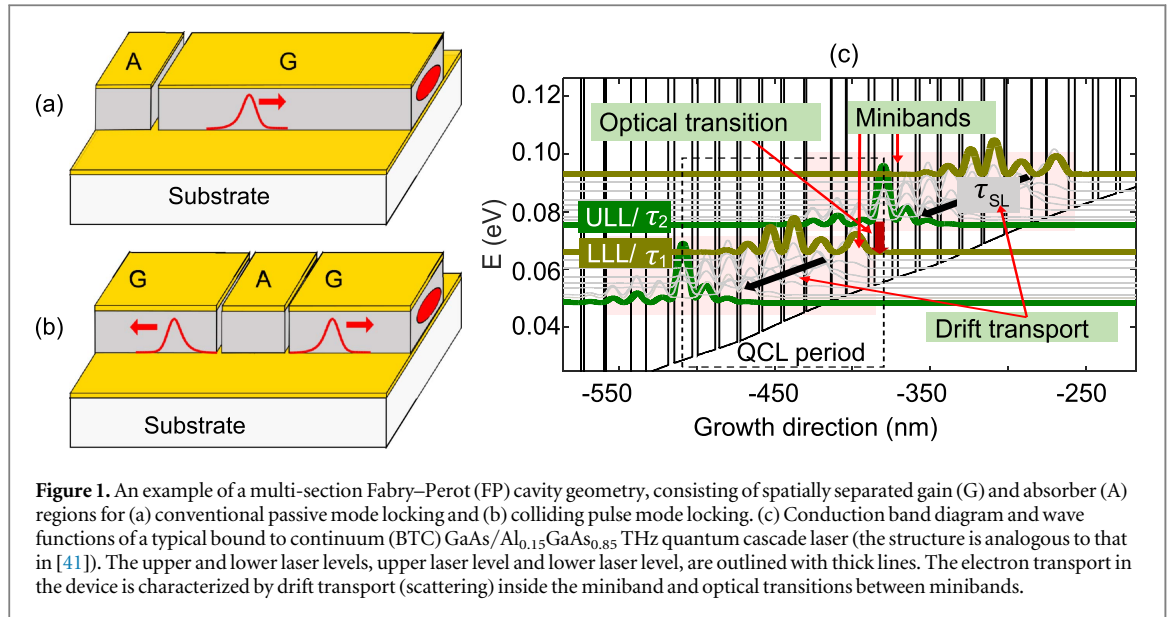 A
G
(a)
Substrate
G
A
G
(b)
Substrate
(c)
0.12
0.10
0.08
0.06
0.04
E (eV)
Optical transition
Minibands
τSL
ULL/ τ2
LLL/ τ1
Drift transport
QCL period
-550
-450
-350
-250
Growth direction (nm)
Figure 1. An example of a multi-section Fabry–Perot (FP) cavity geometry, consisting of spatially separated gain (G) and absorber (A)
regions for (a) conventional passive mode locking and (b) colliding pulse mode locking. (c) Conduction band diagram and wave
functions of a typical bound to continuum (BTC) GaAs/Al0.15GaAs0.85 THz quantum cascade laser (the structure is analogous to that
in [41]). The upper and lower laser levels, upper laser level and lower laser level, are outlined with thick lines. The electron transport in
the device is characterized by drift transport (scattering) inside the miniband and optical transitions between minibands.